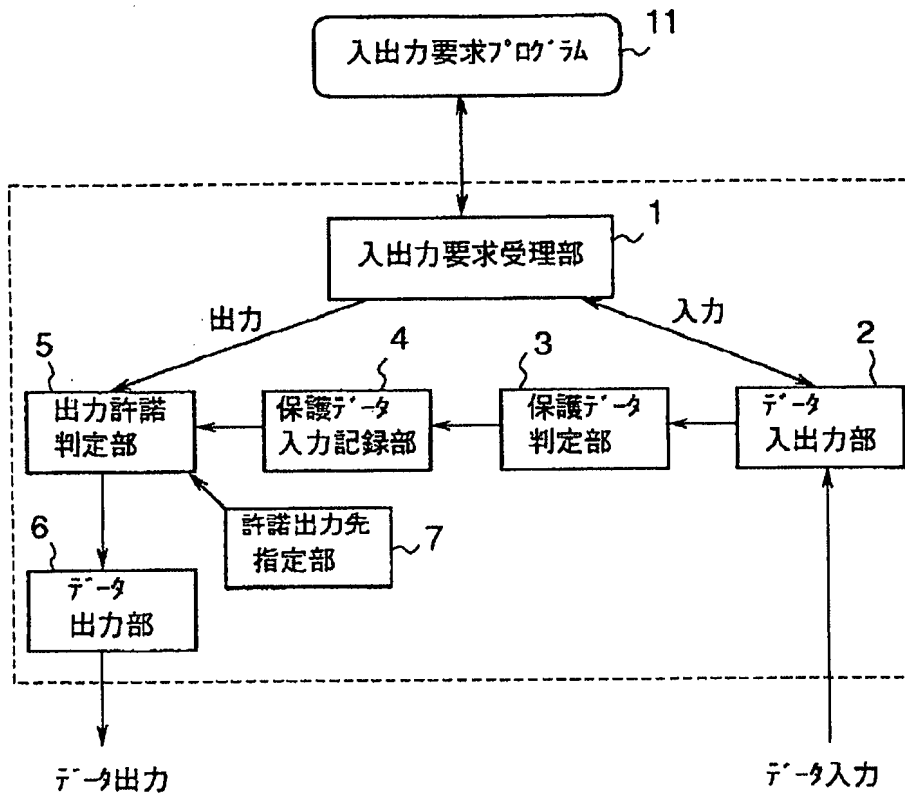 11
入出力要求プログラム
1
入出力要求受理部
出力
入力
5
4
3
2
出力許諾
判定部
保護データ
入力記録部
保護データ
判定部
データ
入出力部
6
許諾出力先
指定部
7
データ
出力部
データ出力
データ入力